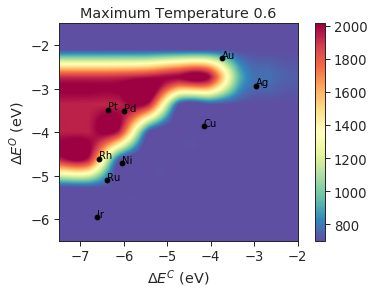 Maximum Temperature 0.6
ΔE^O (eV)
−2
−3
−4
−5
−6
Au
Ag
Pt
Pd
Cu
Rh
Ni
Ru
Ir
−7
−6
−5
−4
−3
−2
ΔE^C (eV)
2000
1800
1600
1400
1200
1000
800